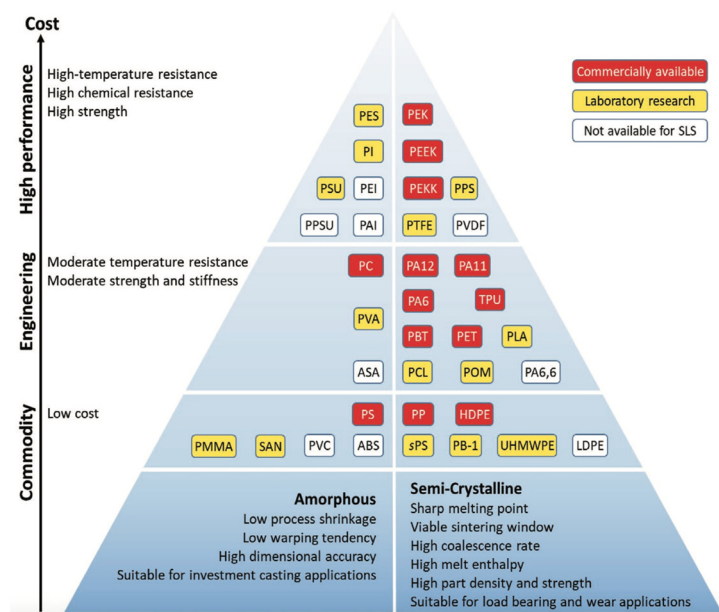 Cost
High performance
High-temperature resistance
High chemical resistance
High strength
Commercially available
Laboratory research
Not available for SLS
PES PEK
PI PEEK
PSU PEI PEKK PPS
PPSU PAI PTFE PVDF
Engineering
Moderate temperature resistance
Moderate strength and stiffness
PC PA12 PA11
PA6 TPU
PVA
PBT PET PLA
ASA PCL POM PA6,6
Commodity
Low cost
PS PP HDPE
PMMA SAN PVC ABS sPS PB-1 UHMWPE LDPE
Amorphous
Low process shrinkage
Low warping tendency
High dimensional accuracy
Suitable for investment casting applications
Semi-Crystalline
Sharp melting point
Viable sintering window
High coalescence rate
High melt enthalpy
High part density and strength
Suitable for load bearing and wear applications